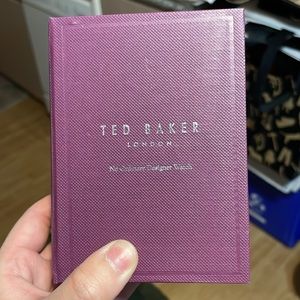 TED BAKER
LONDON
No Ordinary Designer Watch